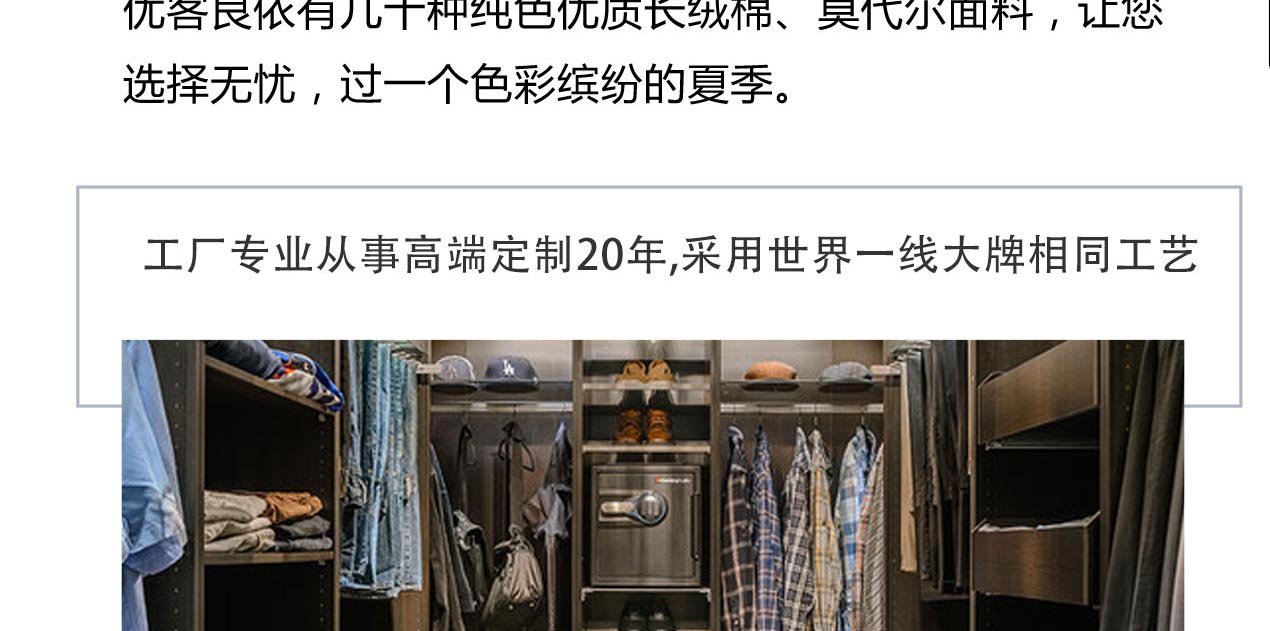 优客良依有几十种纯色优质长绒棉、莫代尔面料，让您
选择无忧，过一个色彩缤纷的夏季。
工厂专业从事高端定制20年,采用世界一线大牌相同工艺